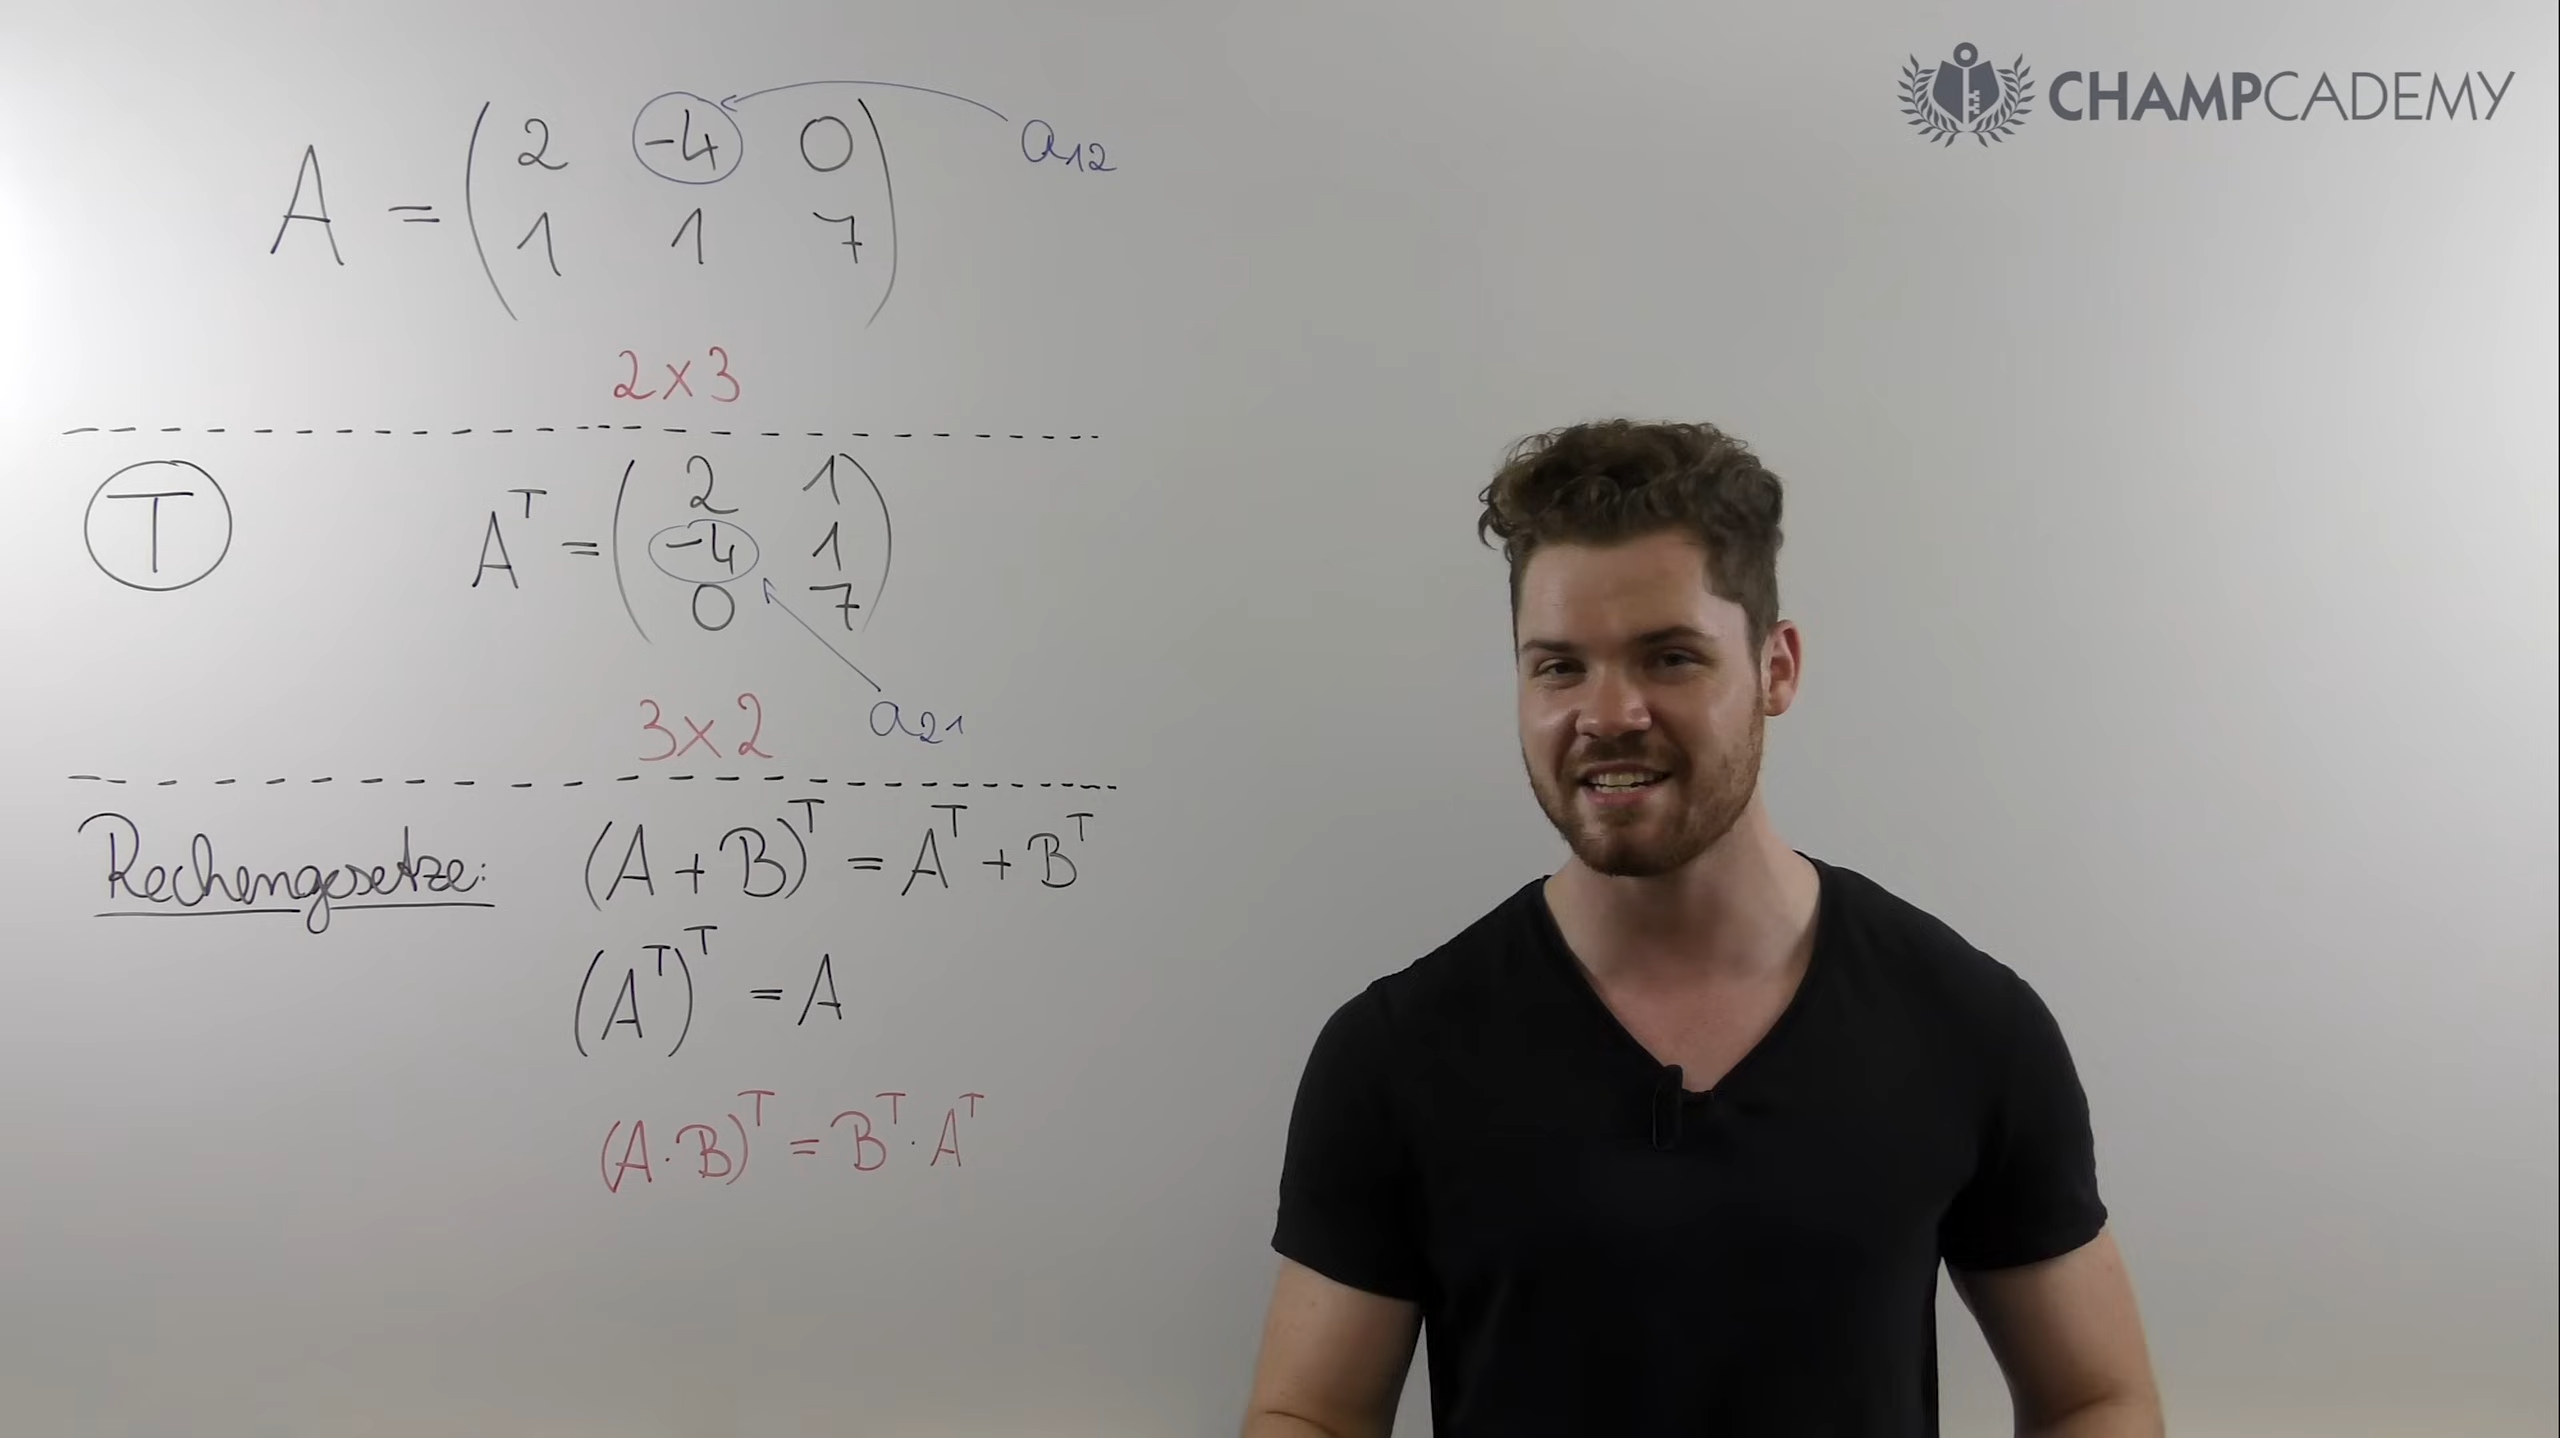 CHAMPCADEMY
A = ( 2 -4 0 a12
1 1 7 )
2x3
T
A^T = ( 2 1
-4 1
0 7 )
3x2 a21
Rechengesetze: (A + B)^T = A^T + B^T
(A^T)^T = A
(A · B)^T = B^T · A^T